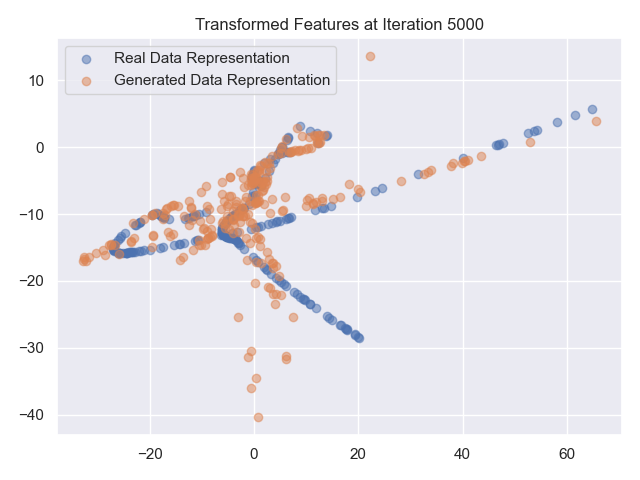 Transformed Features at Iteration 5000
Real Data Representation
Generated Data Representation
10
0
−10
−20
−30
−40
−20 0 20 40 60